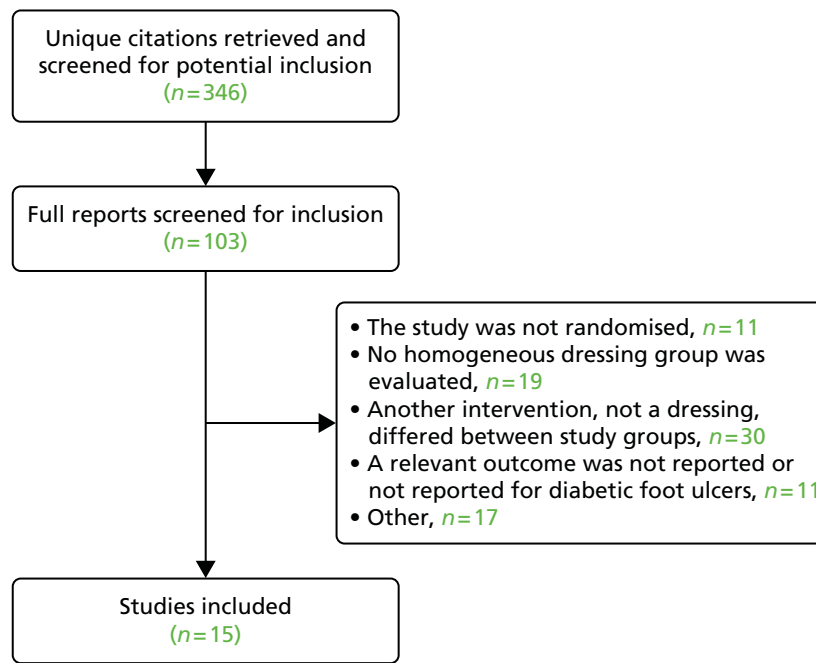 Unique citations retrieved and
screened for potential inclusion
(n=346)
Full reports screened for inclusion
(n=103)
• The study was not randomised, n=11
• No homogeneous dressing group was
evaluated, n=19
• Another intervention, not a dressing,
differed between study groups, n=30
• A relevant outcome was not reported or
not reported for diabetic foot ulcers, n=11
• Other, n=17
Studies included
(n=15)